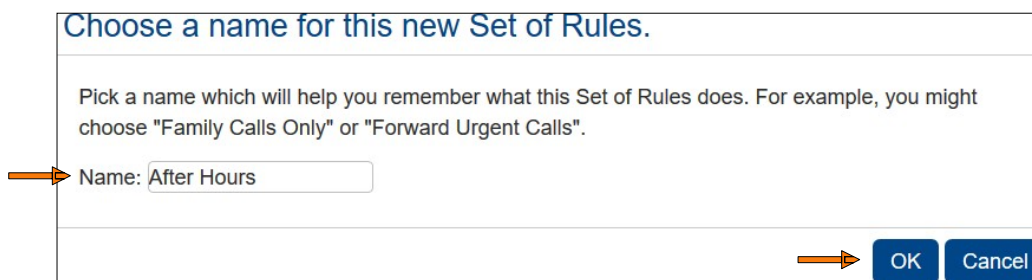 Choose a name for this new Set of Rules.
Pick a name which will help you remember what this Set of Rules does. For example, you might
choose "Family Calls Only" or "Forward Urgent Calls".
Name: After Hours
OK Cancel